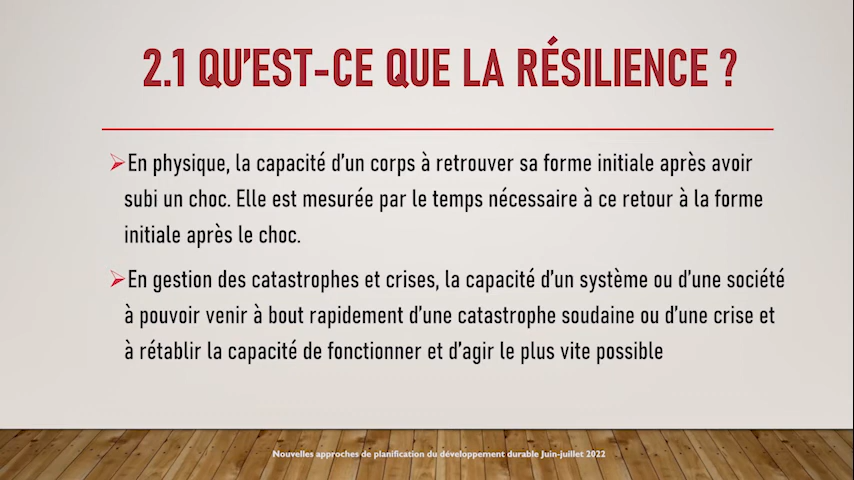 2.1 QU'EST-CE QUE LA RÉSILIENCE ?
➢En physique, la capacité d'un corps à retrouver sa forme initiale après avoir
subi un choc. Elle est mesurée par le temps nécessaire à ce retour à la forme
initiale après le choc.
➢En gestion des catastrophes et crises, la capacité d'un système ou d'une société
à pouvoir venir à bout rapidement d'une catastrophe soudaine ou d'une crise et
à rétablir la capacité de fonctionner et d'agir le plus vite possible
Nouvelles approches de planification du développement durable Juin-juillet 2022